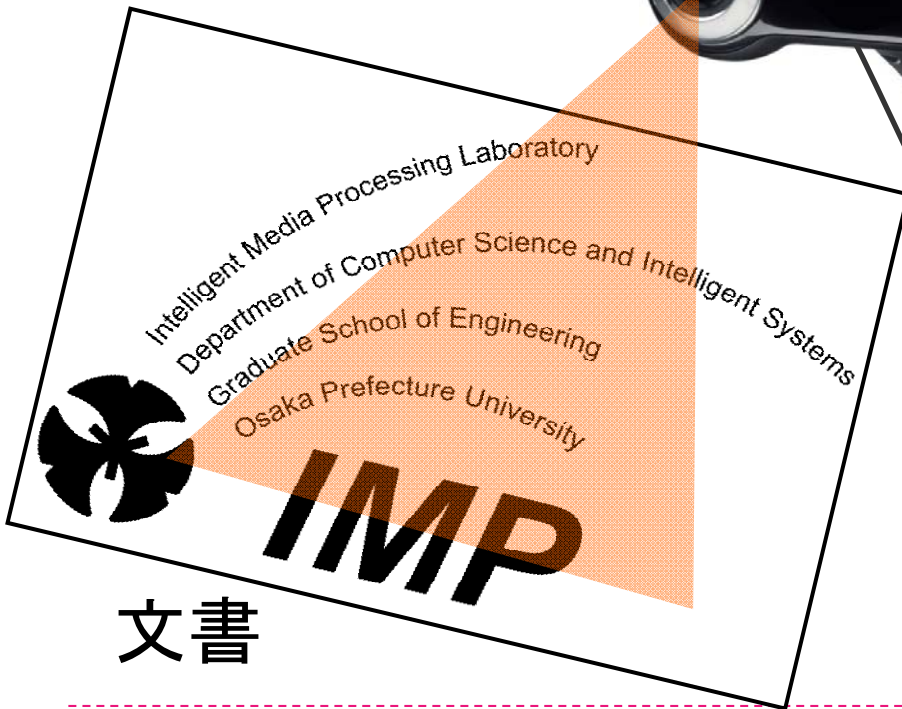 Intelligent Media Processing Laboratory
Department of Computer Science and Intelligent Systems
Graduate School of Engineering
Osaka Prefecture University
IMP
文書